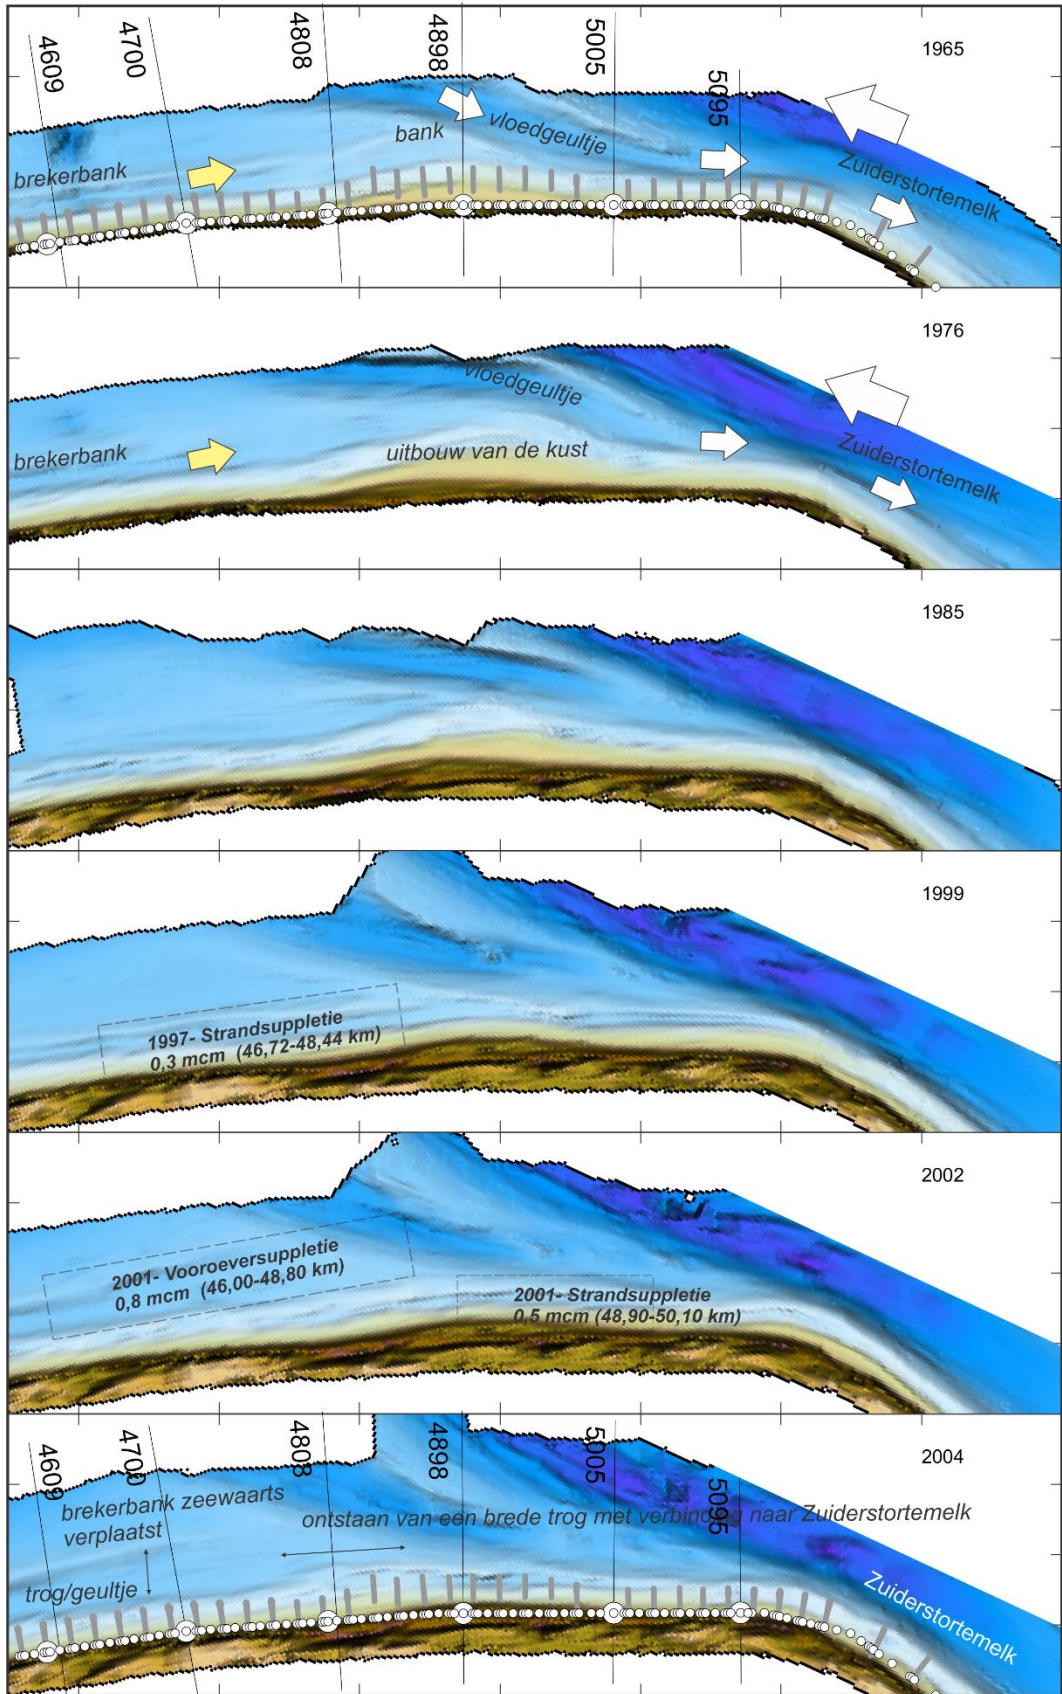 4609
4700
4808
4898
5005
5095
1965
brekerbank
bank
vloedgeultje
Zuiderstortemelk
1976
vloedgeultje
brekerbank
uitbouw van de kust
Zuiderstortemelk
1985
1999
1997- Strandsuppletie
0,3 mcm (46,72-48,44 km)
2002
2001- Vooroeversuppletie
0,8 mcm (46,00-48,80 km)
2001- Strandsuppletie
0,5 mcm (48,90-50,10 km)
4609
4700
4808
4898
5005
5095
2004
brekerbank zeewaarts
verplaatst
ontstaan van een brede trog met verbinding naar Zuiderstortemelk
trog/geultje
Zuiderstortemelk